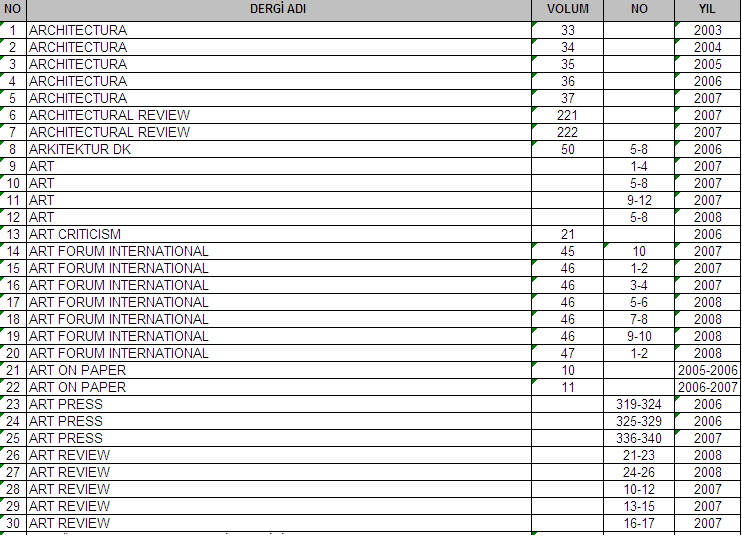 NO DERGİ ADI VOLUM NO YIL
1 ARCHITECTURA 33 2003
2 ARCHITECTURA 34 2004
3 ARCHITECTURA 35 2005
4 ARCHITECTURA 36 2006
5 ARCHITECTURA 37 2007
6 ARCHITECTURAL REVIEW 221 2007
7 ARCHITECTURAL REVIEW 222 2007
8 ARKITEKTUR DK 50 5-8 2006
9 ART 1-4 2007
10 ART 5-8 2007
11 ART 9-12 2007
12 ART 5-8 2008
13 ART CRITICISM 21 2006
14 ART FORUM INTERNATIONAL 45 10 2007
15 ART FORUM INTERNATIONAL 46 1-2 2007
16 ART FORUM INTERNATIONAL 46 3-4 2007
17 ART FORUM INTERNATIONAL 46 5-6 2008
18 ART FORUM INTERNATIONAL 46 7-8 2008
19 ART FORUM INTERNATIONAL 46 9-10 2008
20 ART FORUM INTERNATIONAL 47 1-2 2008
21 ART ON PAPER 10 2005-2006
22 ART ON PAPER 11 2006-2007
23 ART PRESS 319-324 2006
24 ART PRESS 325-329 2006
25 ART PRESS 336-340 2007
26 ART REVIEW 21-23 2008
27 ART REVIEW 24-26 2008
28 ART REVIEW 10-12 2007
29 ART REVIEW 13-15 2007
30 ART REVIEW 16-17 2007